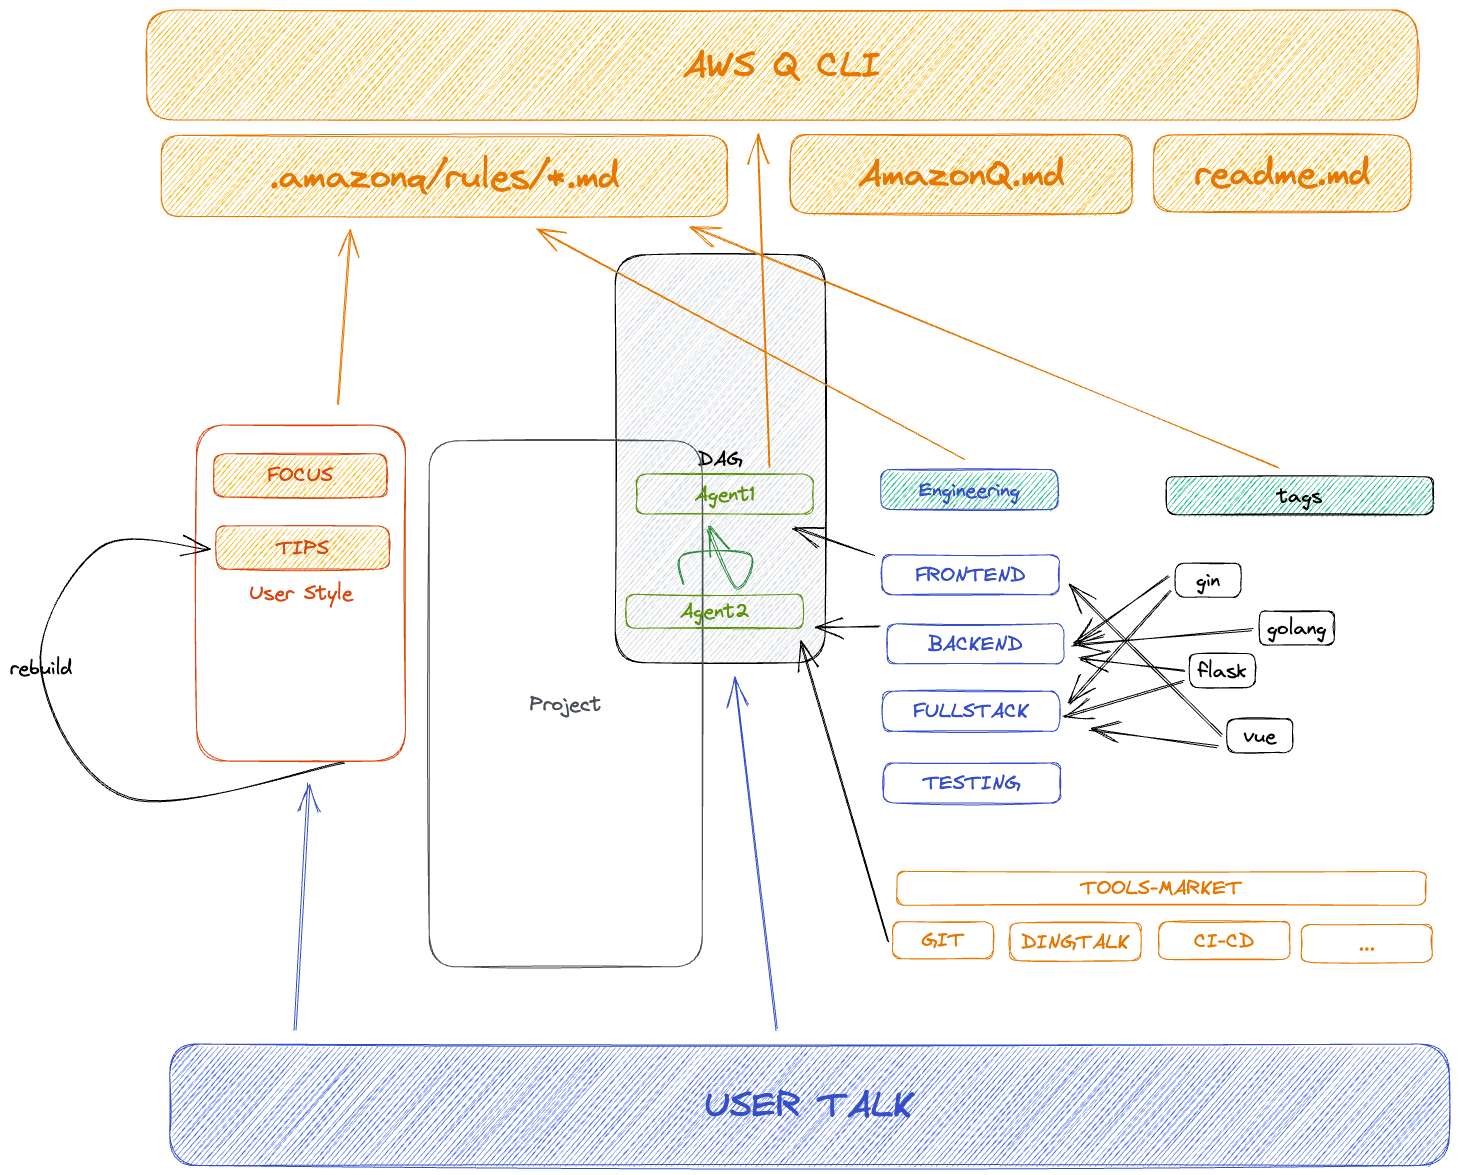 AWS Q CLI
.amazonq/rules/*.md
AmazonQ.md
readme.md
DAG
FOCUS
Agent1
Engineering
tags
TIPS
FRONTEND
gin
User Style
Agent2
BACKEND
golang
rebuild
flask
Project
FULLSTACK
vue
TESTING
TOOLS-MARKET
GIT
DINGTALK
CI-CD
...
USER TALK